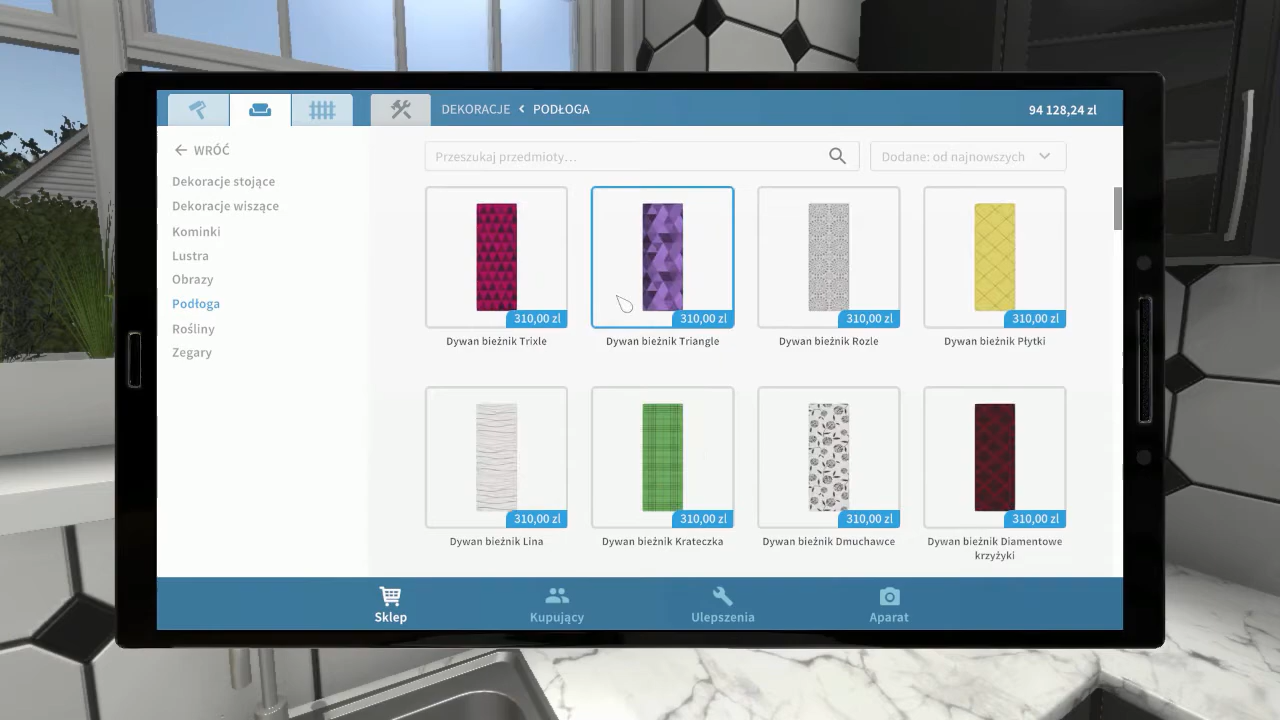 DEKORACJE < PODŁOGA
94 128,24 zl
WRÓĆ
Dekoracje stojące
Dekoracje wiszące
Kominki
Lustra
Obrazy
Podłoga
Rośliny
Zegary
Przeszukaj przedmioty...
Dodane: od najnowszych
310,00 zl
310,00 zl
310,00 zl
310,00 zl
Dywan bieżnik Trixle
Dywan bieżnik Triangle
Dywan bieżnik Rozle
Dywan bieżnik Płytki
310,00 zl
310,00 zl
310,00 zl
310,00 zl
Dywan bieżnik Lina
Dywan bieżnik Krateczka
Dywan bieżnik Dmuchawce
Dywan bieżnik Diamentowe
krzyżyki
Sklep
Kupujący
Ulepszenia
Aparat